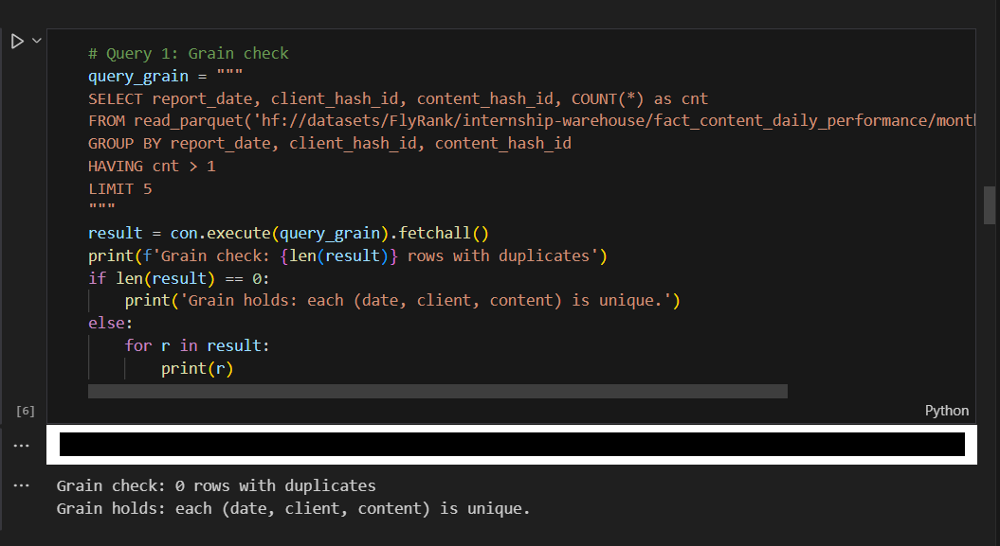 # Query 1: Grain check
query_grain = """
SELECT report_date, client_hash_id, content_hash_id, COUNT(*) as cnt
FROM read_parquet('hf://datasets/FlyRank/internship-warehouse/fact_content_daily_performance/month
GROUP BY report_date, client_hash_id, content_hash_id
HAVING cnt > 1
LIMIT 5
"""
result = con.execute(query_grain).fetchall()
print(f'Grain check: {len(result)} rows with duplicates')
if len(result) == 0:
    print('Grain holds: each (date, client, content) is unique.')
else:
    for r in result:
        print(r)
[6]
Python
...
...
Grain check: 0 rows with duplicates
Grain holds: each (date, client, content) is unique.